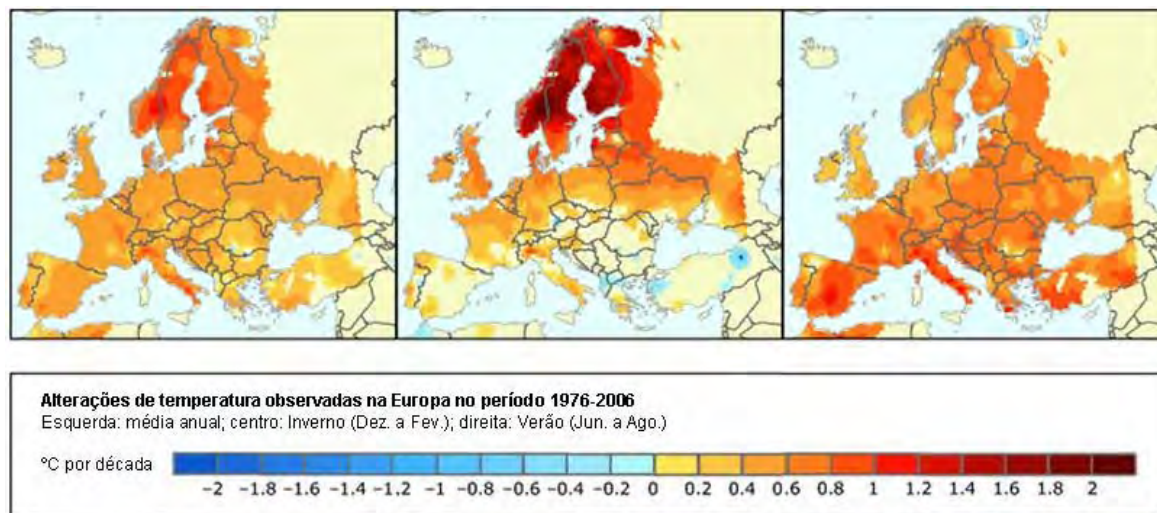 Alterações de temperatura observadas na Europa no período 1976-2006
Esquerda: média anual; centro: Inverno (Dez. a Fev.); direita: Verão (Jun. a Ago.)
ºC por década
−2 −1.8 −1.6 −1.4 −1.2 −1 −0.8 −0.6 −0.4 −0.2 0 0.2 0.4 0.6 0.8 1 1.2 1.4 1.6 1.8 2